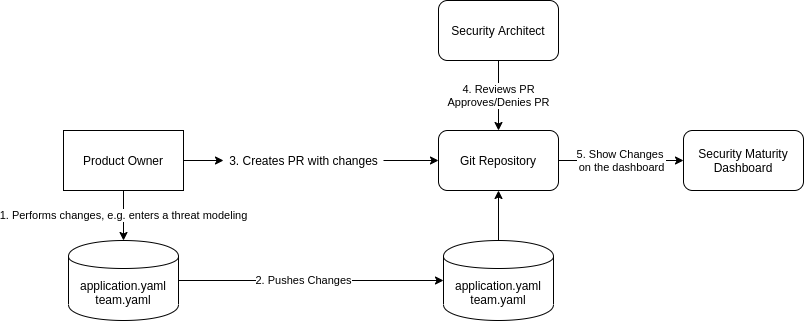 Security Architect
4. Reviews PR
Approves/Denies PR
Product Owner
3. Creates PR with changes
Git Repository
5. Show Changes
on the dashboard
Security Maturity
Dashboard
1. Performs changes, e.g. enters a threat modeling
application.yaml
team.yaml
2. Pushes Changes
application.yaml
team.yaml